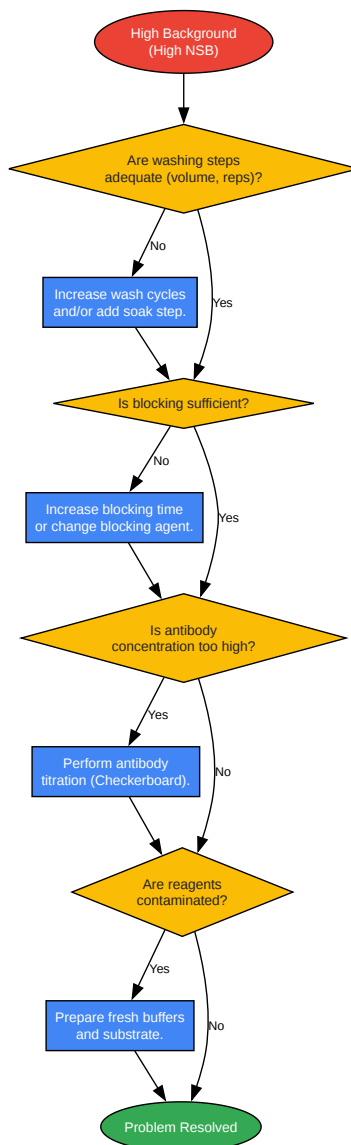 High Background
(High NSB)
Are washing steps
adequate (volume, reps)?
No
Yes
Increase wash cycles
and/or add soak step.
Is blocking sufficient?
No
Yes
Increase blocking time
or change blocking agent.
Is antibody
concentration too high?
Yes
No
Perform antibody
titration (Checkerboard).
Are reagents
contaminated?
Yes
No
Prepare fresh buffers
and substrate.
Problem Resolved